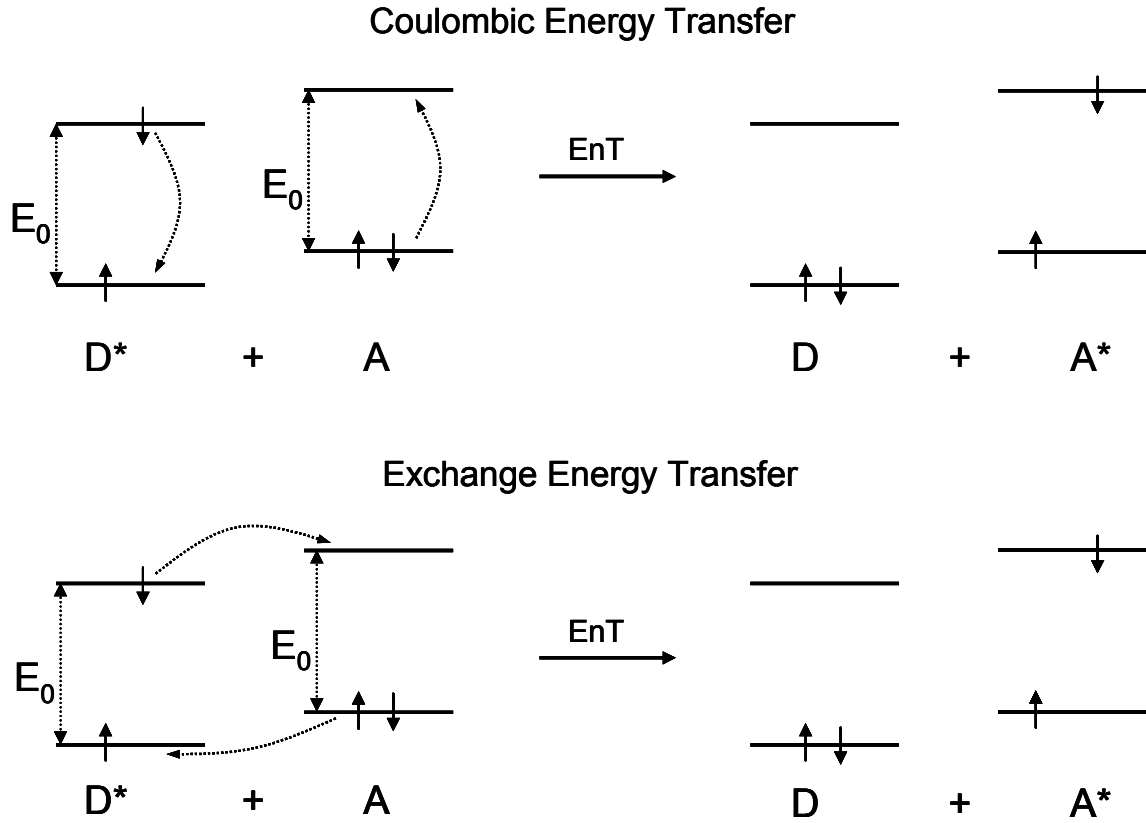 Coulombic Energy Transfer
E₀
E₀
EnT
D* + A
D + A*
Exchange Energy Transfer
E₀
E₀
EnT
D* + A
D + A*